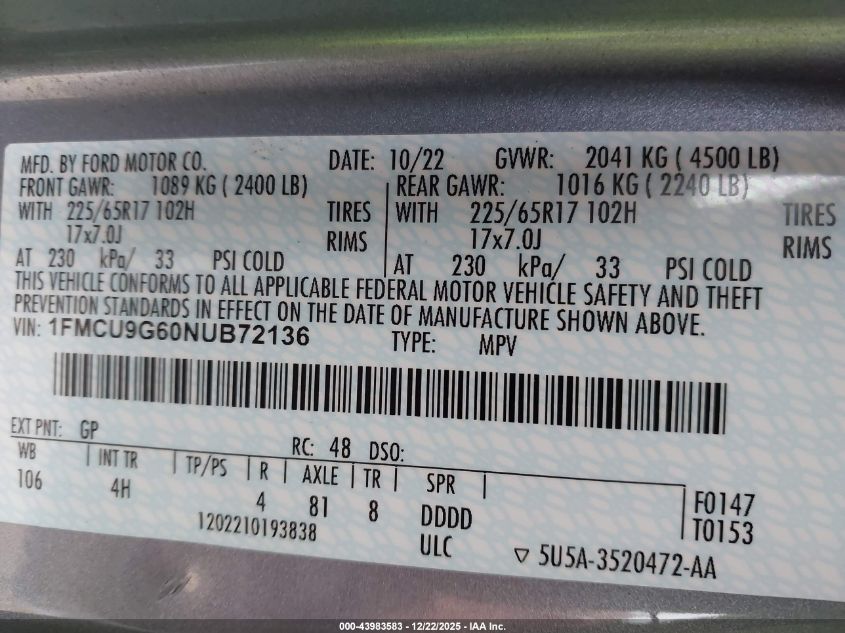 MFD. BY FORD MOTOR CO. DATE: 10/22 GVWR: 2041 KG ( 4500 LB)
FRONT GAWR: 1089 KG ( 2400 LB) REAR GAWR: 1016 KG ( 2240 LB)
WITH 225/65R17 102H TIRES WITH 225/65R17 102H TIRES
17x7.0J RIMS 17x7.0J RIMS
AT 230 kPa/ 33 PSI COLD AT 230 kPa/ 33 PSI COLD
THIS VEHICLE CONFORMS TO ALL APPLICABLE FEDERAL MOTOR VEHICLE SAFETY AND THEFT
PREVENTION STANDARDS IN EFFECT ON THE DATE OF MANUFACTURE SHOWN ABOVE.
VIN: 1FMCU9G60NUB72136 TYPE: MPV
EXT PNT: GP RC: 48 DSO:
WB INT TR TP/PS R AXLE TR SPR
106 4H 4 81 8 DDDD F0147
1202210193838 ULC T0153
5U5A-3520472-AA
000-43983583 - 12/22/2025 - IAA Inc.